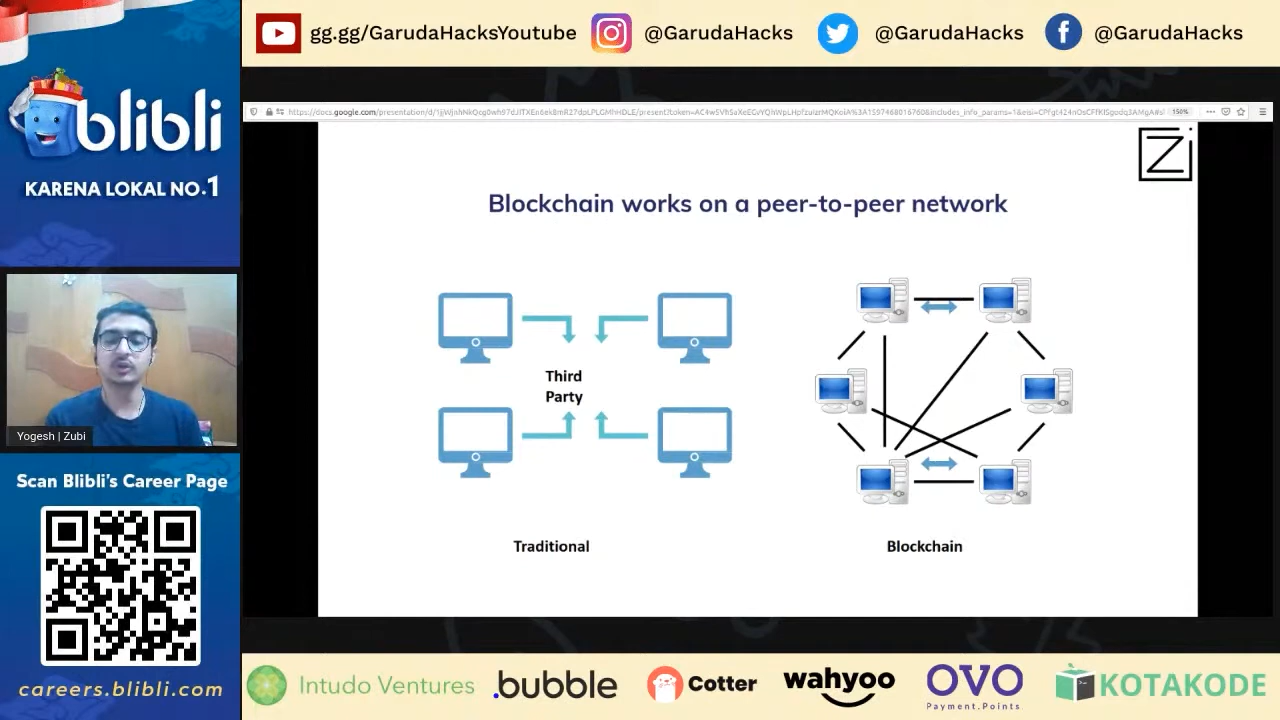 gg.gg/GarudaHacksYoutube
@GarudaHacks
@GarudaHacks
@GarudaHacks
blibli
KARENA LOKAL NO.1
150%
Zi
Blockchain works on a peer-to-peer network
Third
Party
Traditional
Blockchain
Yogesh | Zubi
Scan Blibli's Career Page
careers.blibli.com
Intudo Ventures
.bubble
Cotter
wahyoo
OVO
Payment.Points
KOTAKODE